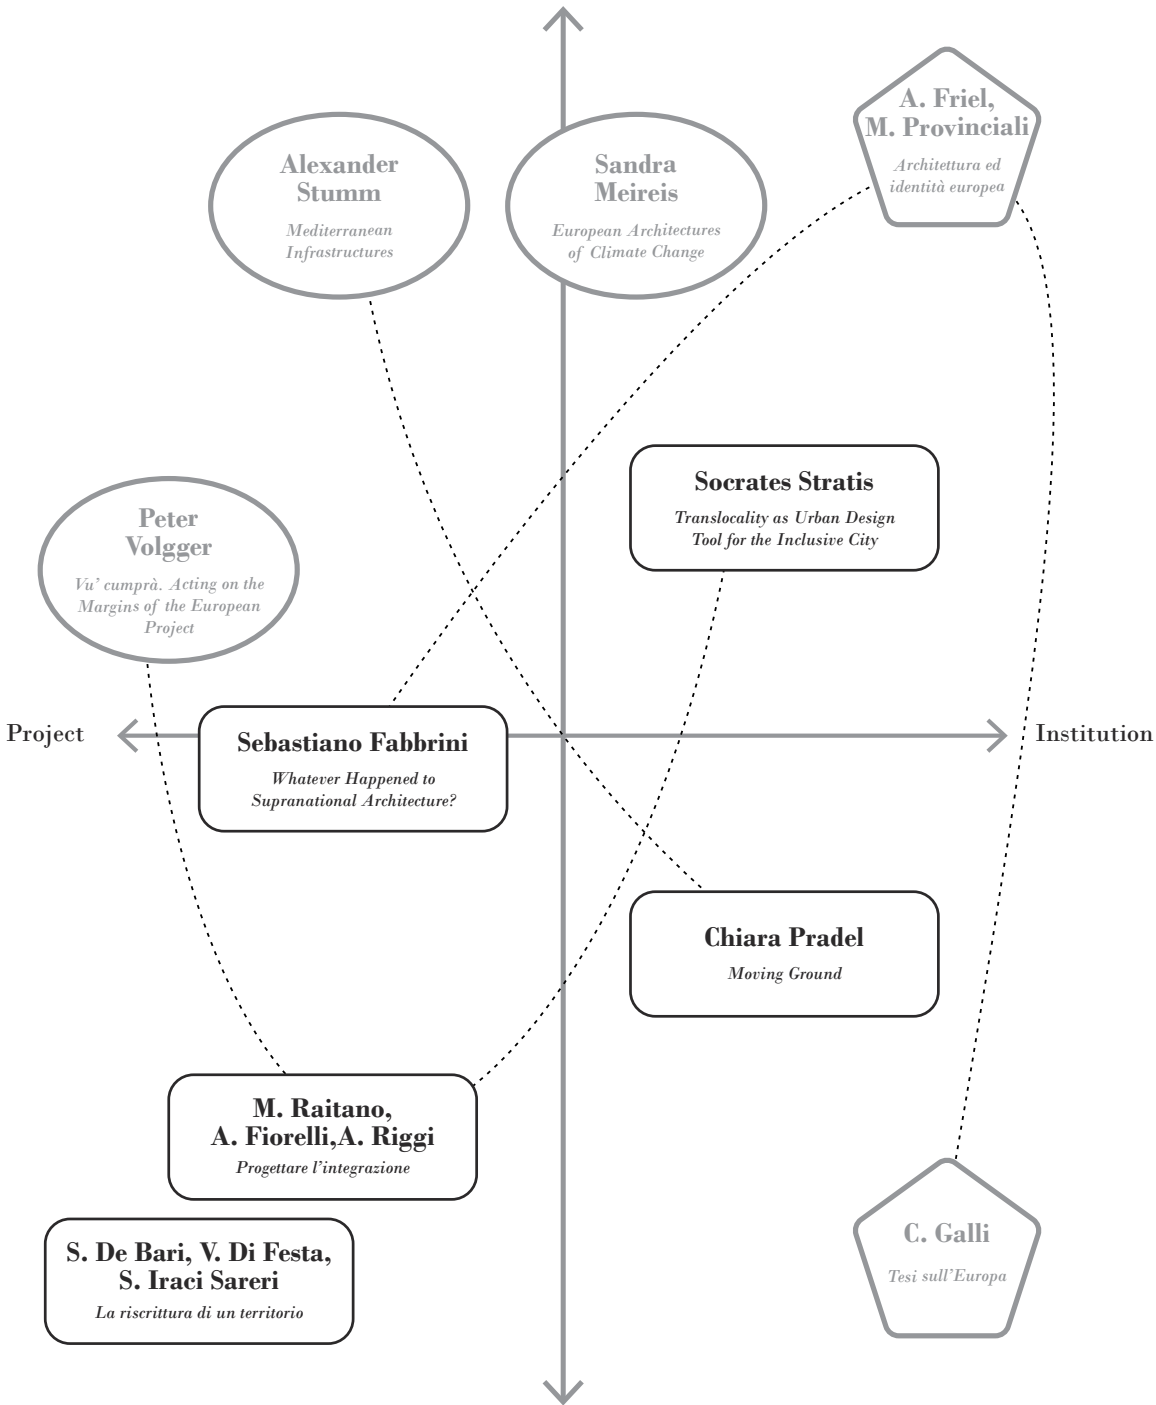 A. Friel,
M. Provinciali
Architettura ed
identità europea
Alexander
Stumm
Mediterranean
Infrastructures
Sandra
Meireis
European Architectures
of Climate Change
Socrates Stratis
Translocality as Urban Design
Tool for the Inclusive City
Peter
Volgger
Vu' cumprà. Acting on the
Margins of the European
Project
Project
Sebastiano Fabbrini
Whatever Happened to
Supranational Architecture?
Institution
Chiara Pradel
Moving Ground
M. Raitano,
A. Fiorelli,A. Riggi
Progettare l'integrazione
C. Galli
Tesi sull'Europa
S. De Bari, V. Di Festa,
S. Iraci Sareri
La riscrittura di un territorio